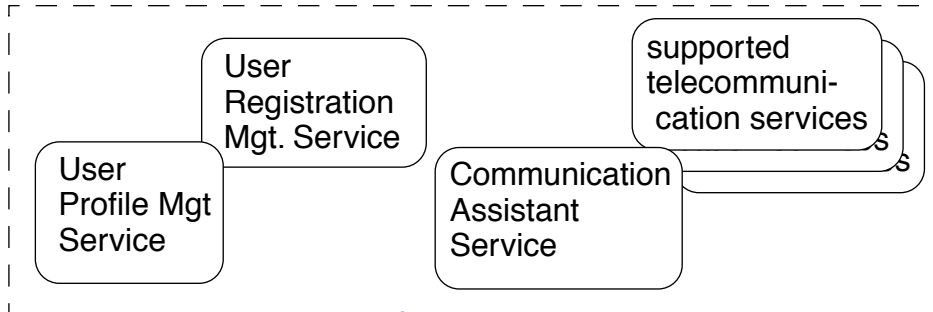 User
Registration
Mgt. Service
User
Profile Mgt
Service
Communication
Assistant
Service
supported
telecommuni-
cation services
s
s